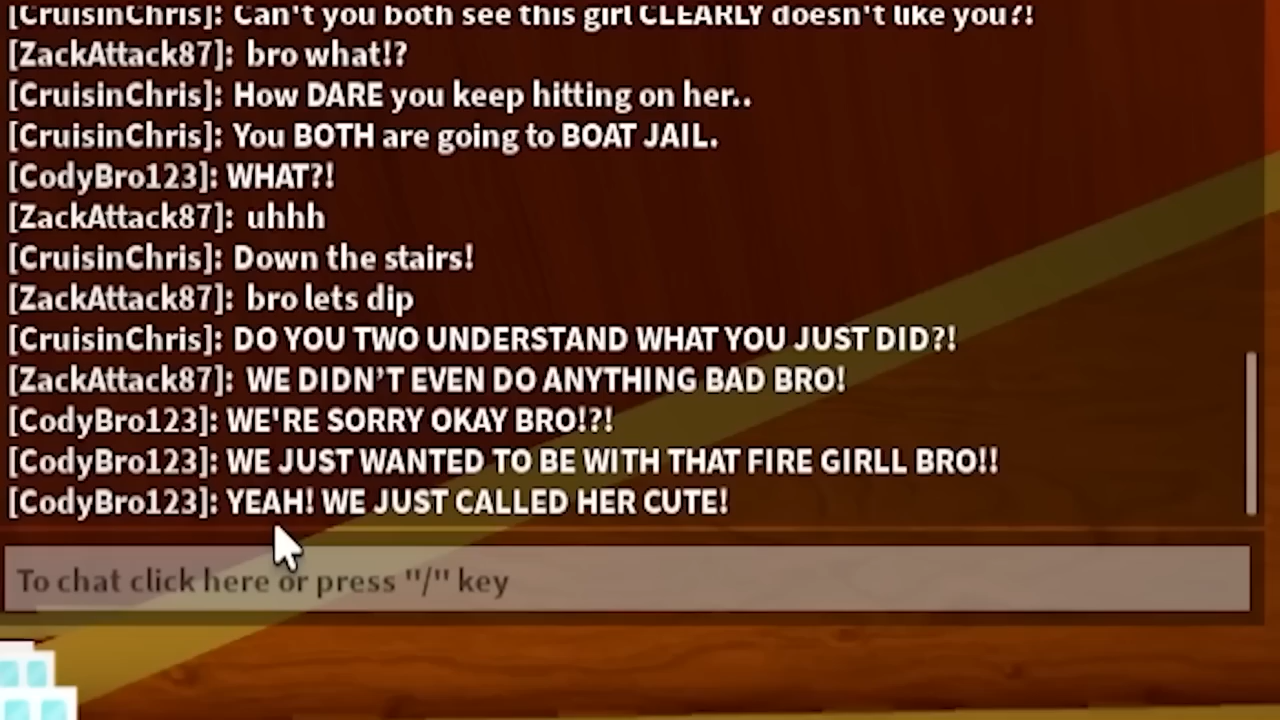 [CruisinChris]: Can't you both see this girl CLEARLY doesn't like you?!
[ZackAttack87]: bro what!?
[CruisinChris]: How DARE you keep hitting on her..
[CruisinChris]: You BOTH are going to BOAT JAIL.
[CodyBro123]: WHAT?!
[ZackAttack87]: uhhh
[CruisinChris]: Down the stairs!
[ZackAttack87]: bro lets dip
[CruisinChris]: DO YOU TWO UNDERSTAND WHAT YOU JUST DID?!
[ZackAttack87]: WE DIDN’T EVEN DO ANYTHING BAD BRO!
[CodyBro123]: WE'RE SORRY OKAY BRO!?!
[CodyBro123]: WE JUST WANTED TO BE WITH THAT FIRE GIRLL BRO!!
[CodyBro123]: YEAH! WE JUST CALLED HER CUTE!
To chat click here or press "/" key